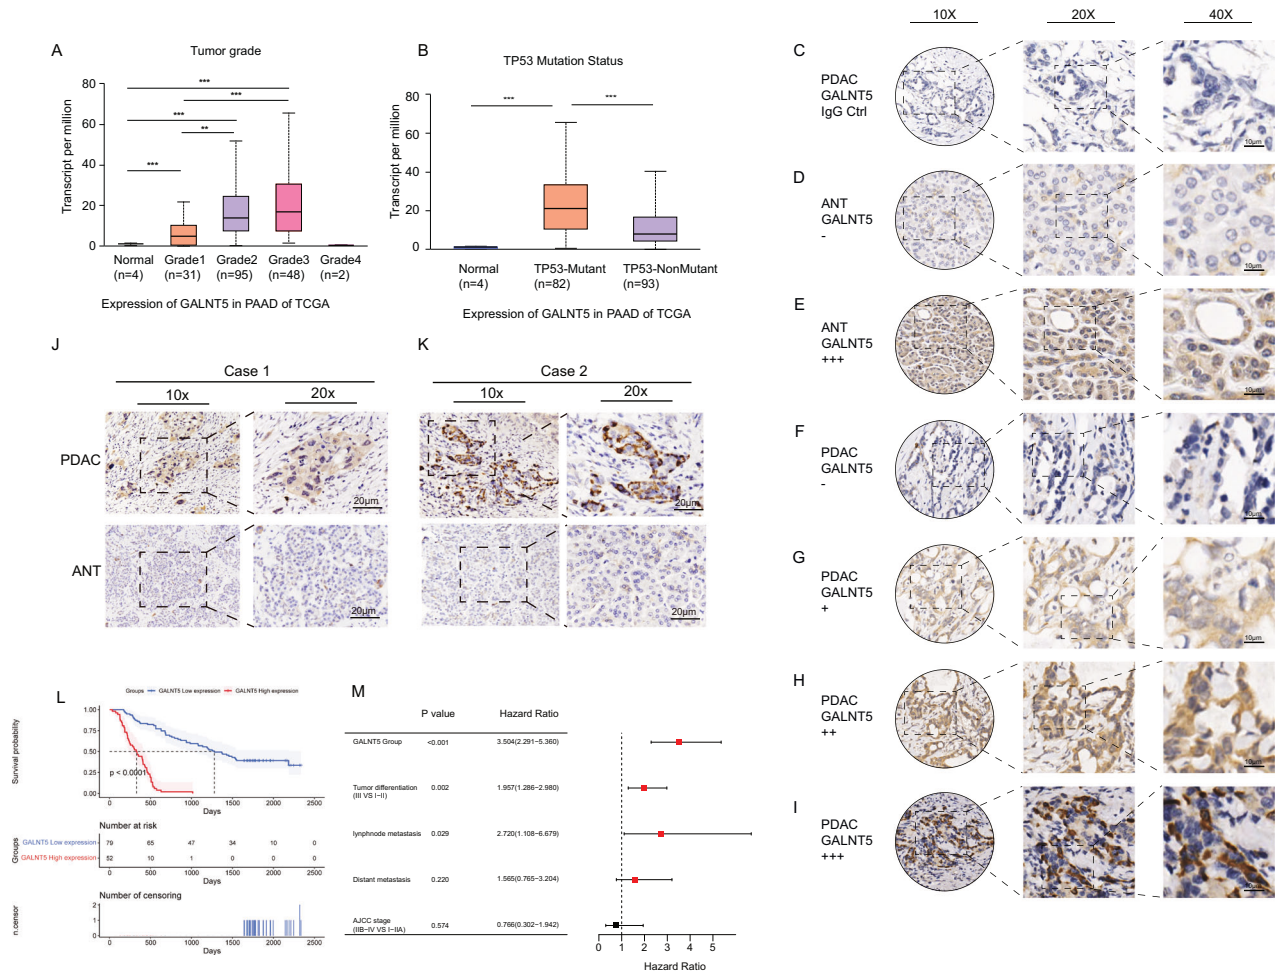 A
Tumor grade
Transcript per million
80
60
40
20
0
***
***
***
**
***
Normal Grade1 Grade2 Grade3 Grade4
(n=4) (n=31) (n=95) (n=48) (n=2)
Expression of GALNT5 in PAAD of TCGA
B
TP53 Mutation Status
Transcript per million
80
60
40
20
0
***
***
Normal TP53-Mutant TP53-NonMutant
(n=4) (n=82) (n=93)
Expression of GALNT5 in PAAD of TCGA
10X 20X 40X
C
PDAC
GALNT5
IgG Ctrl
10μm
D
ANT
GALNT5
-
10μm
E
ANT
GALNT5
+++
10μm
F
PDAC
GALNT5
-
10μm
G
PDAC
GALNT5
+
10μm
H
PDAC
GALNT5
++
10μm
I
PDAC
GALNT5
+++
10μm
J
Case 1
10x 20x
K
Case 2
10x 20x
PDAC
20μm
20μm
ANT
20μm
20μm
L
Groups GALNT5 Low expression GALNT5 High expression
Survival probability
1.00
0.75
0.50
0.25
0.00
p < 0.0001
0 500 1000 1500 2000 2500
Days
Number at risk
Groups
GALNT5 Low expression 79 65 47 34 10 0
GALNT5 High expression 52 10 1 0 0 0
0 500 1000 1500 2000 2500
Days
Number of censoring
n.censor
2
1
0
0 500 1000 1500 2000 2500
Days
M
P value Hazard Ratio
GALNT5 Group <0.001 3.504(2.291−5.360)
Tumor differentiation 0.002 1.957(1.286−2.980)
(III VS I−II)
lynphnode metastasis 0.029 2.720(1.108−6.679)
Distant metastasis 0.220 1.565(0.765−3.204)
AJCC stage 0.574 0.766(0.302−1.942)
(IIB−IV VS I−IIA)
0 1 2 3 4 5
Hazard Ratio